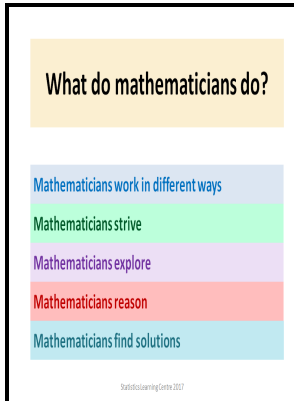 What do mathematicians do?
Mathematicians work in different ways
Mathematicians strive
Mathematicians explore
Mathematicians reason
Mathematicians find solutions
Statistics Learning Centre 2017